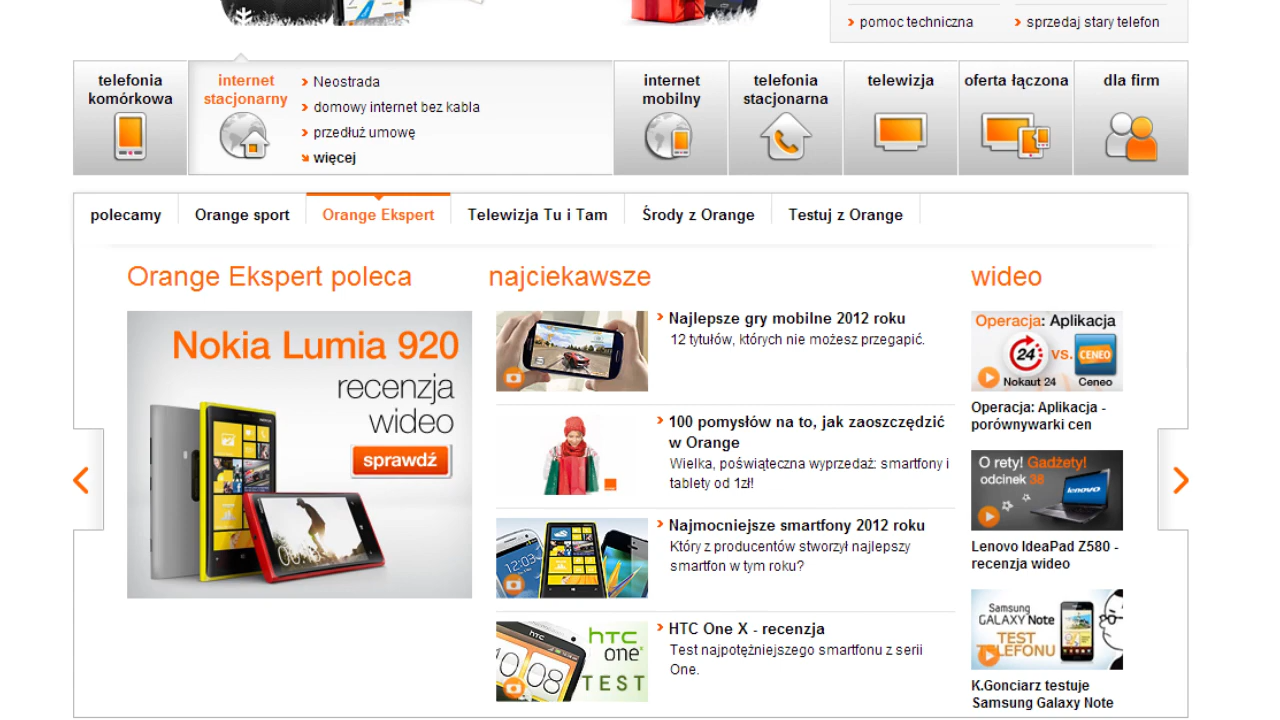 pomoc techniczna
sprzedaj stary telefon
telefonia
komórkowa
internet
stacjonarny
Neostrada
domowy internet bez kabla
przedłuż umowę
więcej
internet
mobilny
telefonia
stacjonarna
telewizja
oferta łączona
dla firm
polecamy
Orange sport
Orange Ekspert
Telewizja Tu i Tam
Środy z Orange
Testuj z Orange
Orange Ekspert poleca
Nokia Lumia 920
recenzja
wideo
sprawdź
najciekawsze
Najlepsze gry mobilne 2012 roku
12 tytułów, których nie możesz przegapić.
100 pomysłów na to, jak zaoszczędzić
w Orange
Wielka, poświąteczna wyprzedaż: smartfony i
tablety od 1zł!
12:03
Najmocniejsze smartfony 2012 roku
Który z producentów stworzył najlepszy
smartfon w tym roku?
hTC
10:08
hTC
one
TEST
HTC One X - recenzja
Test najpotężniejszego smartfonu z serii
One.
wideo
Operacja: Aplikacja
24 vs. CENEO
Nokaut 24 Ceneo
Operacja: Aplikacja -
porównywarki cen
O rety! Gadżety!
odcinek 38
lenovo
Lenovo IdeaPad Z580 -
recenzja wideo
Samsung
GALAXY Note
TEST
TELEFONU
K.Gonciarz testuje
Samsung Galaxy Note